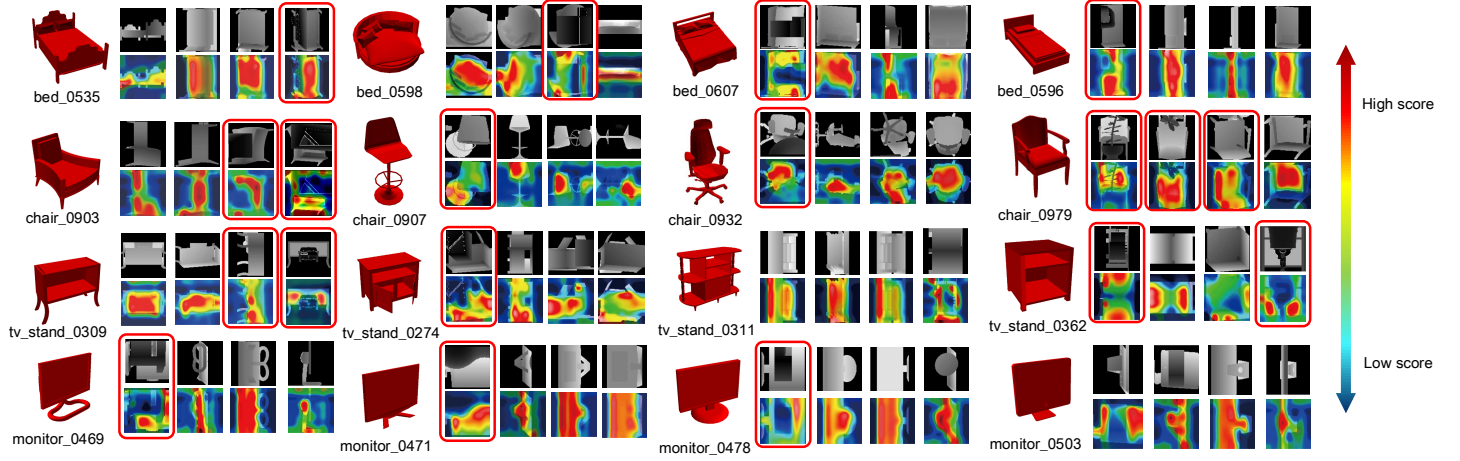 bed_0535
bed_0598
bed_0607
bed_0596
High score
chair_0903
chair_0907
chair_0932
chair_0979
tv_stand_0309
tv_stand_0274
tv_stand_0311
tv_stand_0362
Low score
monitor_0469
monitor_0471
monitor_0478
monitor_0503